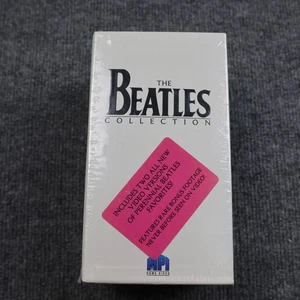 THE
BEATLES
COLLECTION
INCLUDES TWO ALL NEW
VIDEO VERSIONS
OF PERENNIAL BEATLES
FAVORITES!
FEATURES RARE BONUS FOOTAGE
NEVER BEFORE SEEN ON VIDEO!
MPI
HOME VIDEO